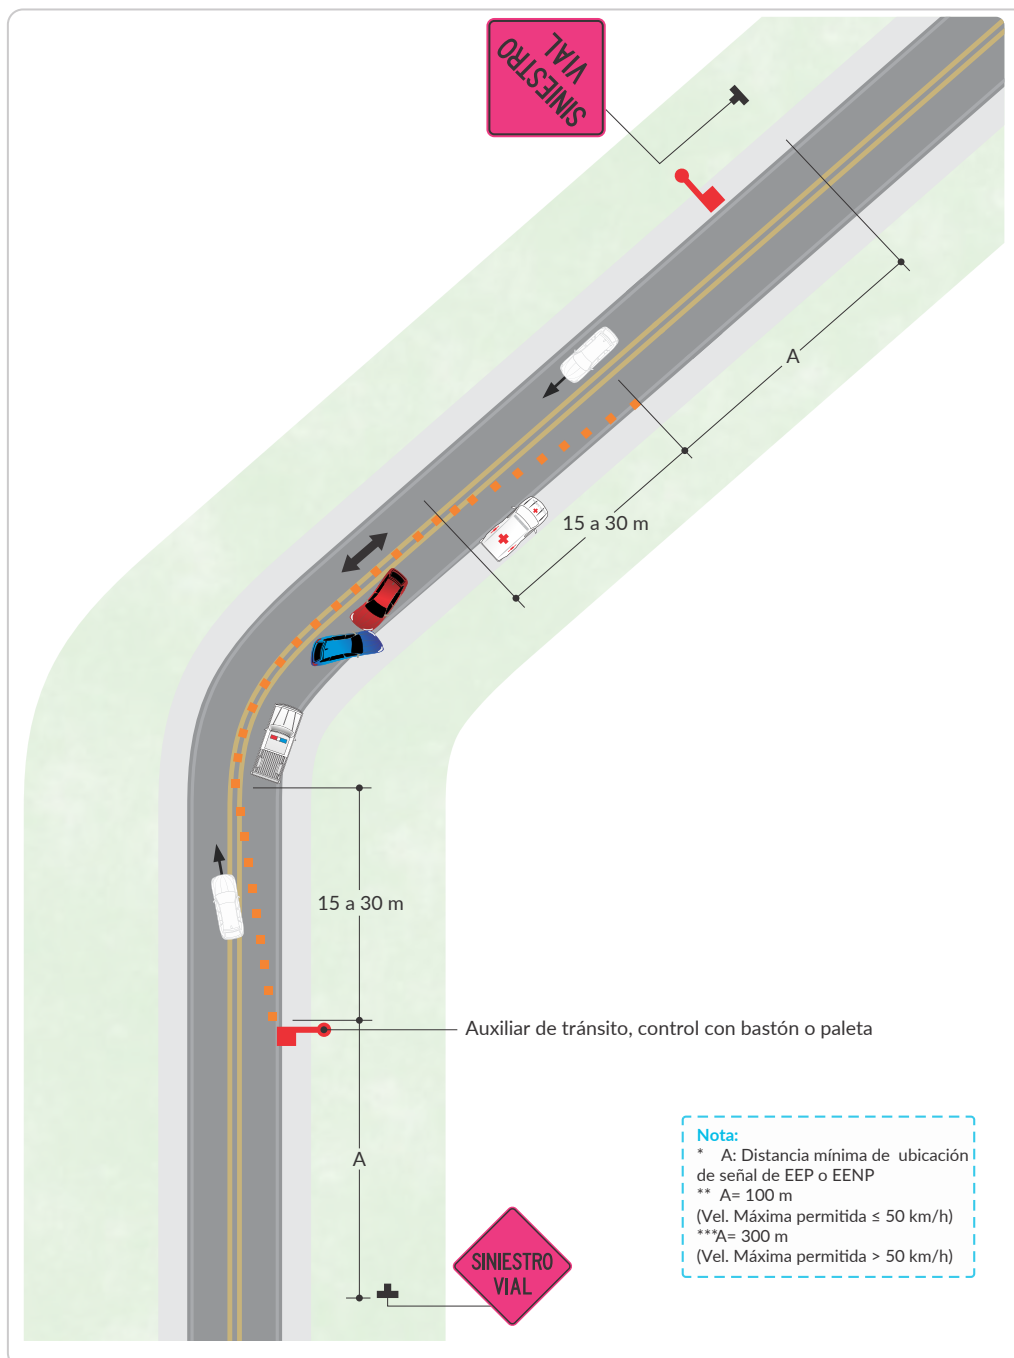 SINIESTRO
VIAL
A
15 a 30 m
15 a 30 m
Auxiliar de tránsito, control con bastón o paleta
A
SINIESTRO
VIAL
Nota:
* A: Distancia mínima de ubicación
de señal de EEP o EENP
** A= 100 m
(Vel. Máxima permitida ≤ 50 km/h)
***A= 300 m
(Vel. Máxima permitida > 50 km/h)